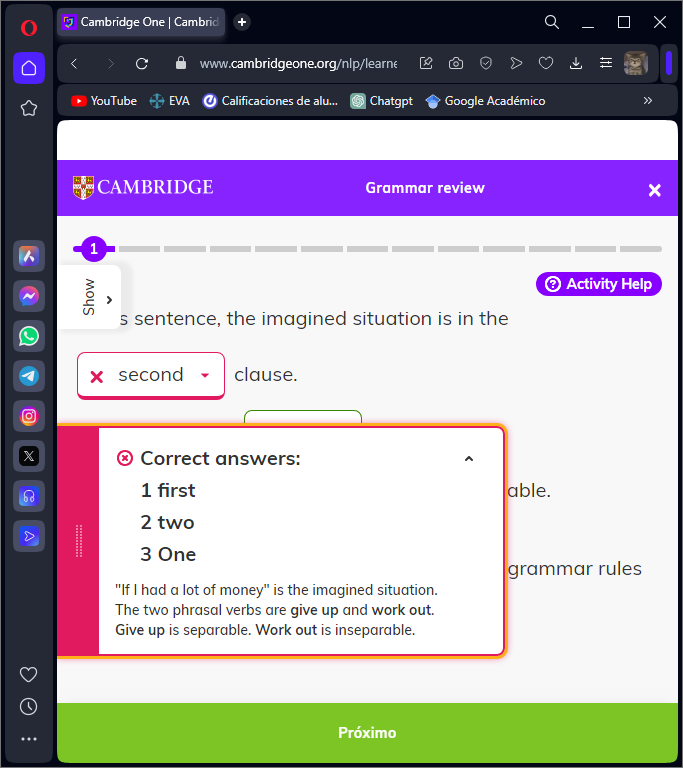 Cambridge One | Cambrid
www.cambridgeone.org/nlp/learne
YouTube
EVA
Calificaciones de alu...
Chatgpt
Google Académico
CAMBRIDGE
Grammar review
1
Show
Activity Help
s sentence, the imagined situation is in the
second clause.
Correct answers:
1 first
2 two
3 One
able.
grammar rules
"If I had a lot of money" is the imagined situation.
The two phrasal verbs are give up and work out.
Give up is separable. Work out is inseparable.
Próximo